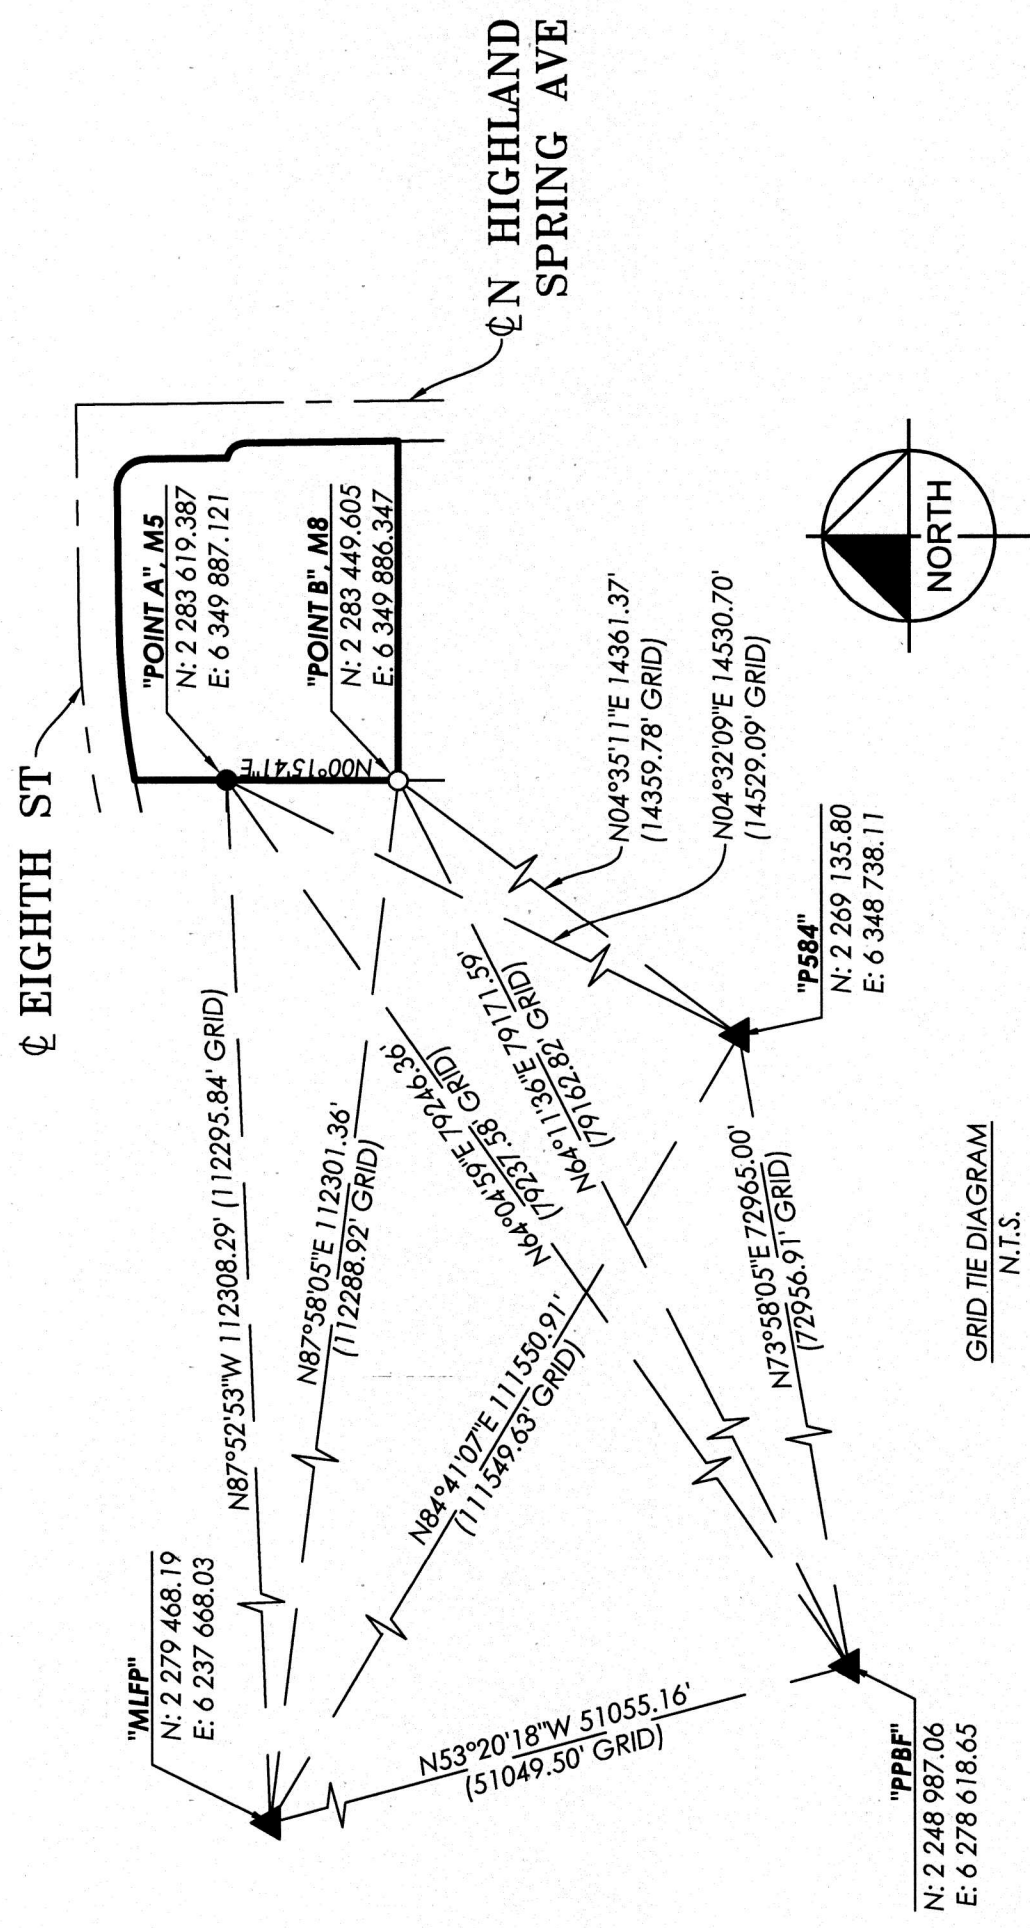 ℄ EIGHTH ST
℄ N HIGHLAND
SPRING AVE
"POINT A", M5
N: 2 283 619.387
E: 6 349 887.121
"POINT B", M8
N: 2 283 449.605
E: 6 349 886.347
N00°15'41"E
"MLFP"
N: 2 279 468.19
E: 6 237 668.03
N87°52'53"W 112308.29' (112295.84' GRID)
N87°58'05"E 112301.36'
(112288.92' GRID)
N84°41'07"E 111550.91'
(111549.63' GRID)
N64°04'59"E 79246.36'
(79237.58' GRID)
N64°11'36"E 79171.59'
(79162.82' GRID)
N04°35'11"E 14361.37'
(14359.78' GRID)
N04°32'09"E 14530.70'
(14529.09' GRID)
N73°58'05"E 72965.00'
(72956.91' GRID)
N53°20'18"W 51055.16'
(51049.50' GRID)
"P584"
N: 2 269 135.80
E: 6 348 738.11
"PPBF"
N: 2 248 987.06
E: 6 278 618.65
NORTH
GRID TIE DIAGRAM
N.T.S.